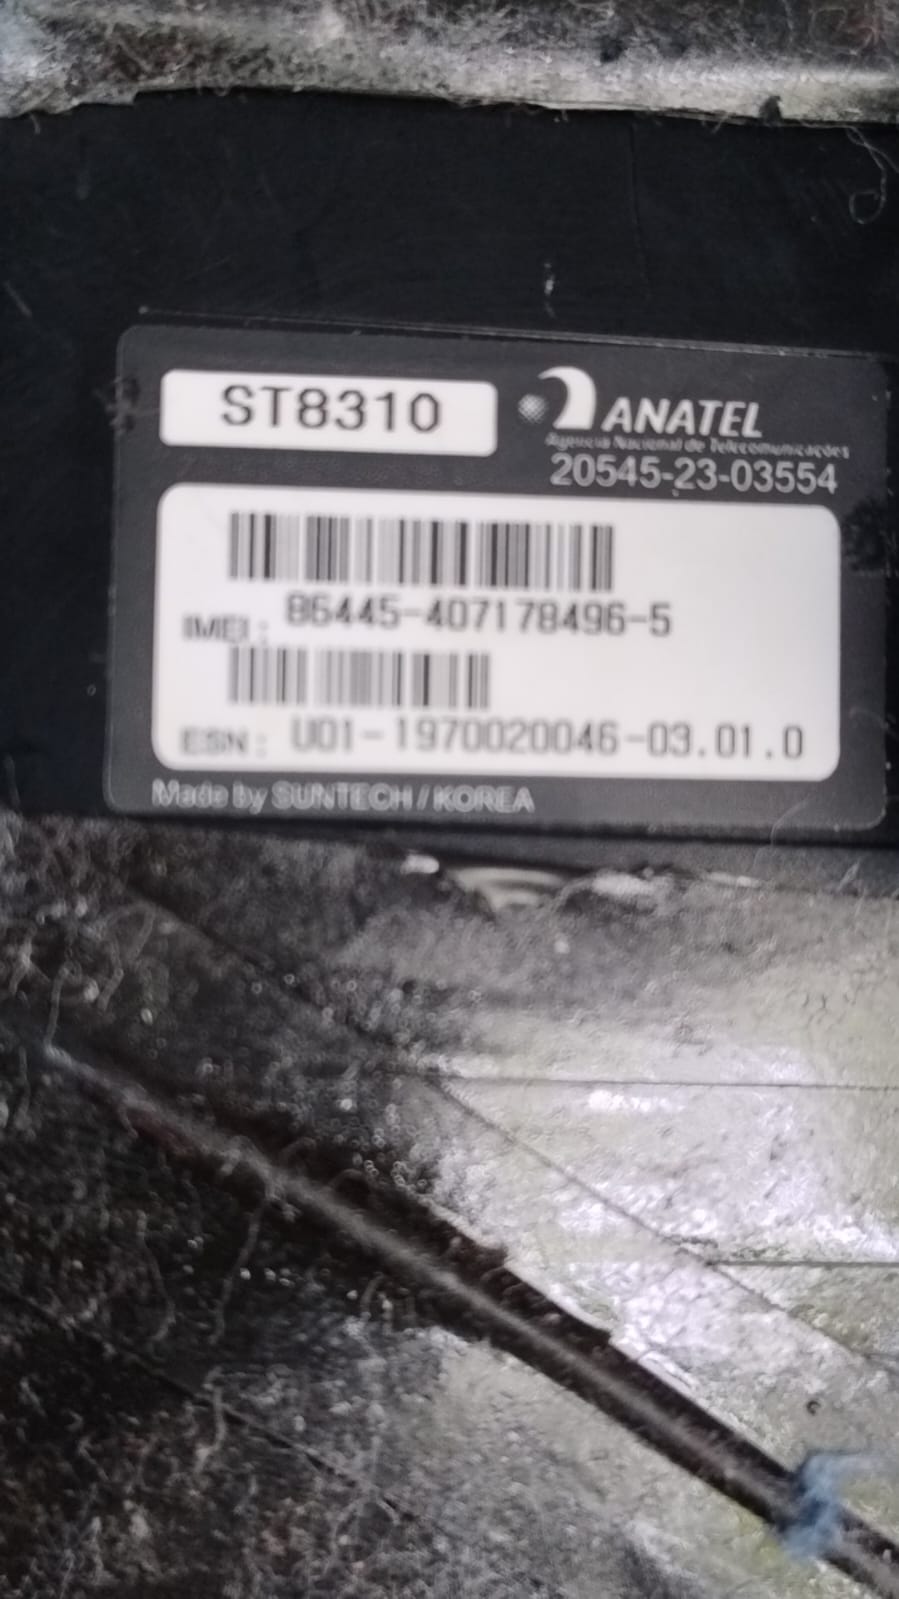 ST8310
ANATEL
Agência Nacional de Telecomunicações
20545-23-03554
IMEI: 86445-407178496-5
ESN: U01-1970020046-03.01.0
Made by SUNTECH / KOREA